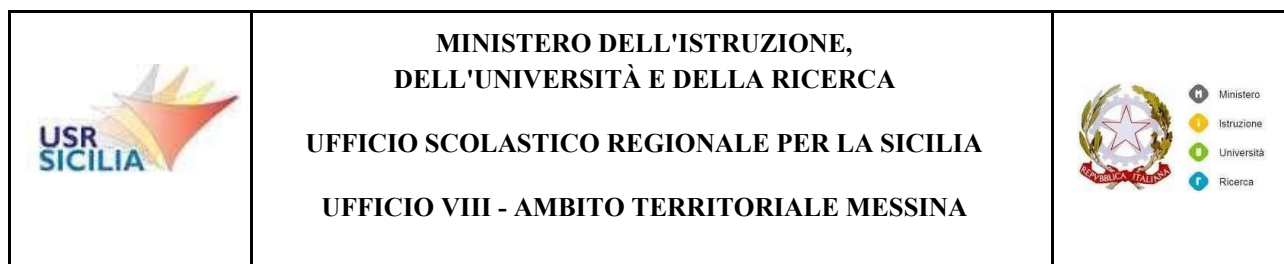 USR
SICILIA
MINISTERO DELL'ISTRUZIONE,
DELL'UNIVERSITÀ E DELLA RICERCA
UFFICIO SCOLASTICO REGIONALE PER LA SICILIA
UFFICIO VIII - AMBITO TERRITORIALE MESSINA
REPVBBLICA ITALIANA
M Ministero
i Istruzione
U Università
r Ricerca